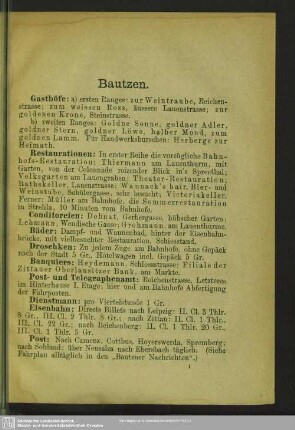 Bautzen.
Gasthöfe: a) ersten Ranges: zur Weintraube, Reichen-
strasse; zum weissen Ross, äussere Lauenstrasse; zur
goldenen Krone, Steinstrasse.
b) zweiten Ranges: Goldne Sonne, goldner Adler,
goldner Stern, goldner Löwe, halber Mond, zum
goldnen Lamm. Für Handwerksburschen: Herberge zur
Heimath.
Restaurationen: In erster Reihe die vorzügliche Bahn-
hofs-Restauration; Thiermann am Lauenthurm, mit
Garten, von der Colonnade reizender Blick in's Spreethal;
Volksgarten am Lauengraben; Theater-Restauration;
Rathskeller, Lauenstrasse; Wannack's bair. Bier- und
Weinstube, Schülergasse, sehr besucht; Victoriakeller.
Ferner: Müller am Bahnhofe, die Sommerrestauration
in Strehla, 10 Minuten vom Bahnhofe.
Conditoreien: Dohnat, Gerbergasse, hübscher Garten,
Lehmann, Wendische Gasse; Grohmann, am Lauenthurm.
Bäder: Dampf- und Wannenbad, hinter der Eisenbahn-
brücke, mit vielbesuchter Restauration, Schiesstand.
Droschken: Zu jedem Zuge am Bahnhofe, ohne Gepäck
nach der Stadt 5 Gr., Hôtelwagen incl. Gepäck 5 Gr.
Banquiers: Heydemann, Schlossstrasse; Filiale der
Zittauer Oberlausitzer Bank, am Markte.
Post- und Telegraphenamt: Reichenstrasse, Letzteres
im Hinterhause I. Etage, hier und am Bahnhofe Abfertigung
der Fahrposten.
Dienstmann: pro Viertelstunde 1 Gr.
Eisenbahn: Directe Billets nach Leipzig: II. Cl. 3 Thlr.
8 Gr., III. Cl. 2 Thlr. 8 Gr.; nach Zittau: II. Cl. 1 Thlr.,
III. Cl. 22 Gr.; nach Reichenberg: II. Cl. 1 Thlr. 20 Gr.,
III. Cl. 1 Thlr. 5 Gr.
Post: Nach Camenz, Cottbus, Hoyerswerda, Spremberg;
nach Sohland; über Neusalza nach Ebersbach täglich. (Siehe
Fahrplan alltäglich in den „Bautzner Nachrichten“.)
1